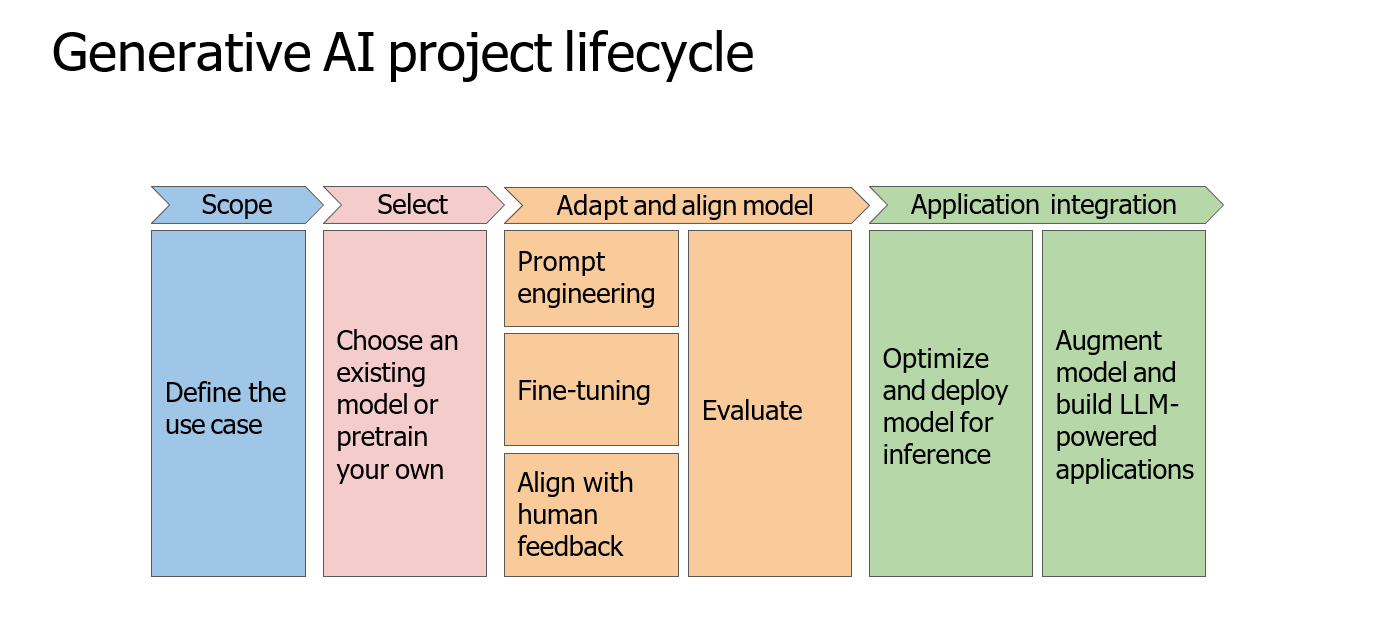 Generative AI project lifecycle
Scope
Select
Adapt and align model
Application integration
Define the
use case
Choose an
existing
model or
pretrain
your own
Prompt
engineering
Fine-tuning
Align with
human
feedback
Evaluate
Optimize
and deploy
model for
inference
Augment
model and
build LLM-
powered
applications